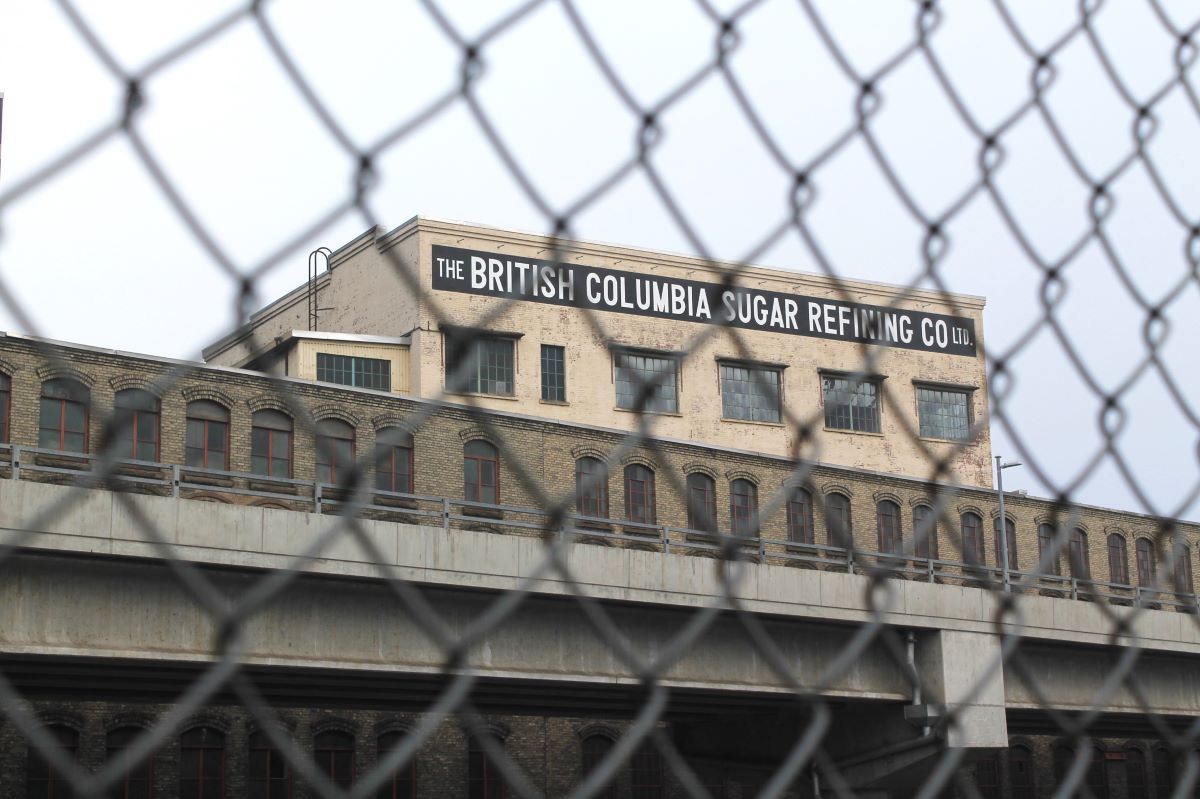 THE BRITISH COLUMBIA SUGAR REFINING CO LTD.